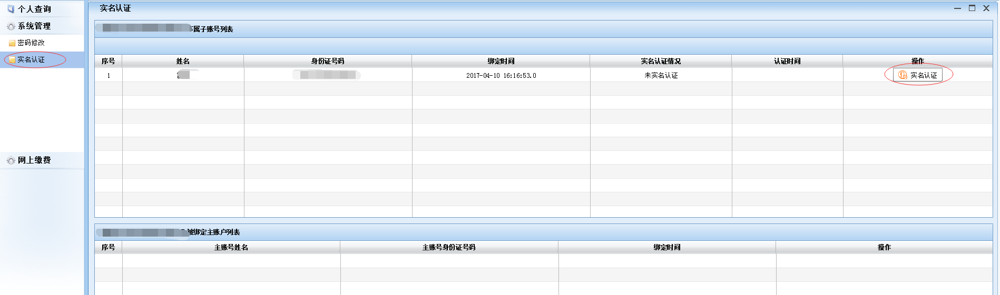 个人查询
系统管理
密码修改
实名认证
网上缴费
实名认证
属子账号列表
序号 姓名 身份证号码 绑定时间 实名认证情况 认证时间 操作
1 2017-04-10 16:16:53.0 未实名认证 实名认证
被绑定主账户列表
序号 主账号姓名 主账号身份证号码 绑定时间 操作